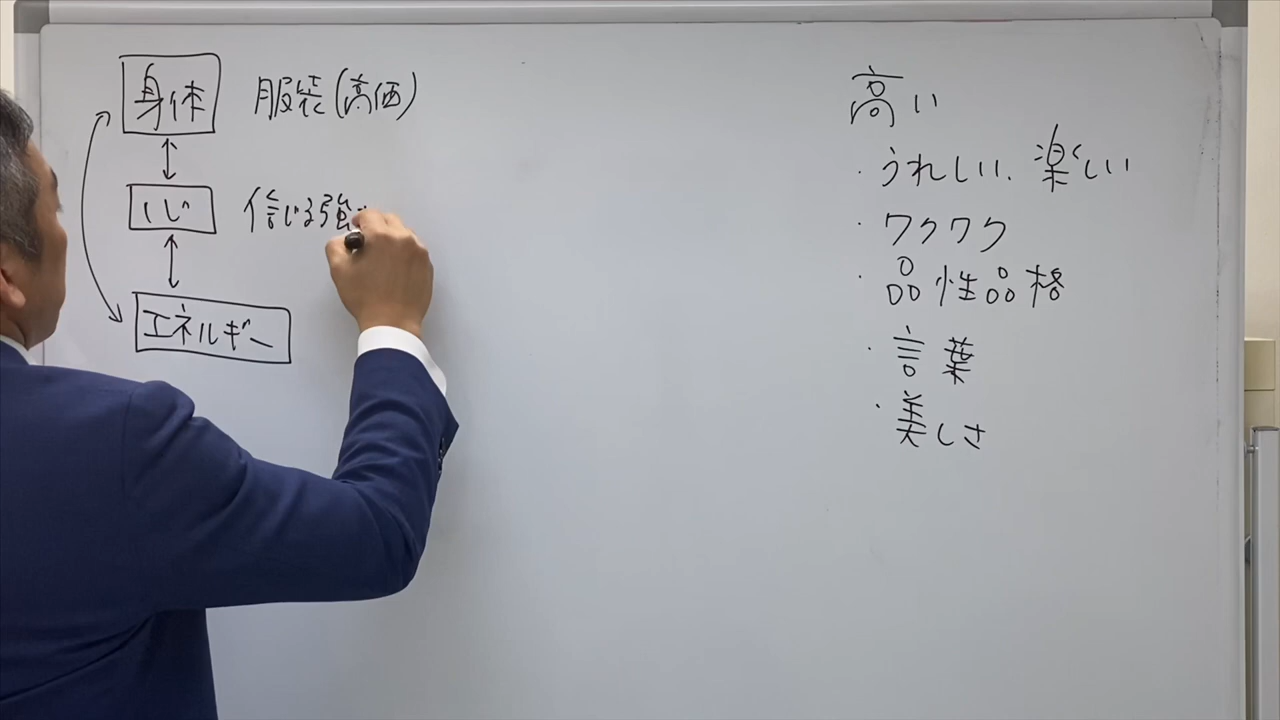 身体 服装(高価)
心 信じる強
エネルギー
高い
・うれしい、楽しい
・ワクワク
・品性品格
・言葉
・美しさ